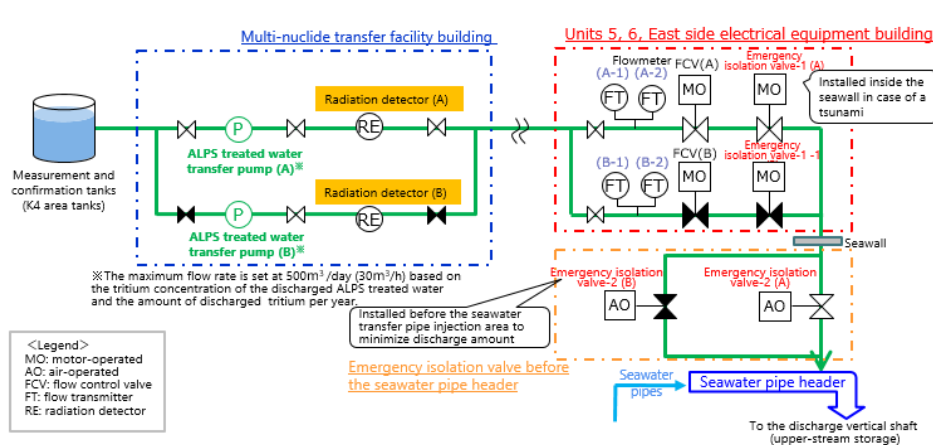 Multi-nuclide transfer facility building
Units 5, 6, East side electrical equipment building
Flowmeter
(A-1) (A-2)
FCV(A)
Emergency
isolation valve-1 (A)
FT
FT
MO
MO
Installed inside the
seawall in case of a
tsunami
Radiation detector (A)
P
RE
ALPS treated water
transfer pump (A)※
Measurement and
confirmation tanks
(K4 area tanks)
(B-1) (B-2)
FCV(B)
Emergency
isolation valve-1 -1
FT
FT
MO
MO
Radiation detector (B)
P
RE
ALPS treated water
transfer pump (B)※
Seawall
※The maximum flow rate is set at 500m³ /day (30m³/h) based on
the tritium concentration of the discharged ALPS treated water
and the amount of discharged tritium per year.
Emergency isolation
valve-2 (B)
Emergency isolation
valve-2 (A)
AO
AO
Installed before the seawater
transfer pipe injection area to
minimize discharge amount
Emergency isolation valve before
the seawater pipe header
<Legend>
MO: motor-operated
AO: air-operated
FCV: flow control valve
FT: flow transmitter
RE: radiation detector
Seawater
pipes
Seawater pipe header
To the discharge vertical shaft
(upper-stream storage)